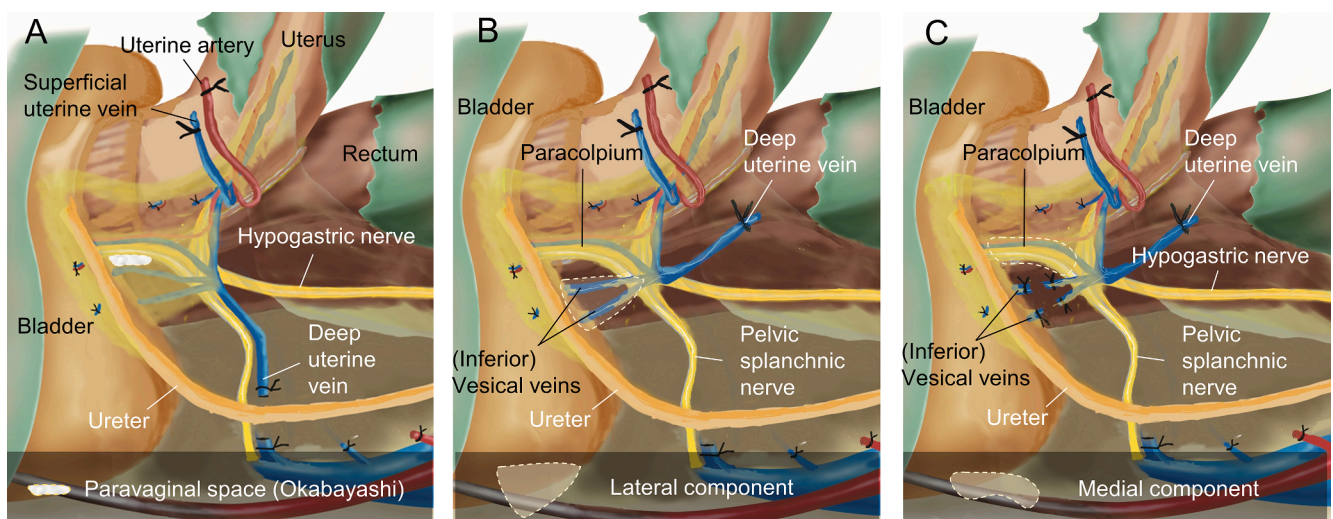 A
Uterine artery
Uterus
Superficial
uterine vein
Rectum
Hypogastric nerve
Bladder
Deep
uterine
vein
Ureter
Paravaginal space (Okabayashi)
B
Bladder
Paracolpium
Deep
uterine vein
(Inferior)
Vesical veins
Pelvic
splanchnic
nerve
Ureter
Lateral component
C
Bladder
Paracolpium
Deep
uterine vein
Hypogastric nerve
(Inferior)
Vesical veins
Pelvic
splanchnic
nerve
Ureter
Medial component